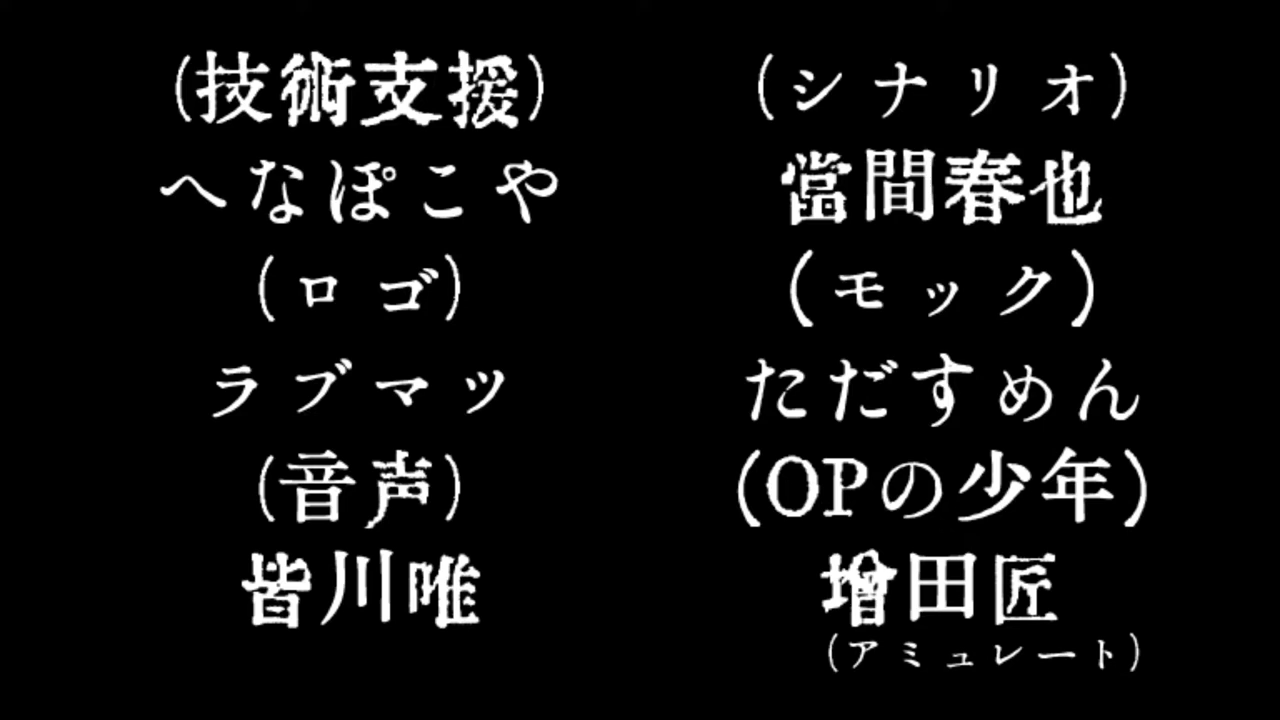 (技術支援)
へなぽこや
(ロゴ)
ラブマツ
(音声)
皆川唯
(シナリオ)
當間春也
(モック)
ただすめん
(OPの少年)
増田匠
(アミュレート)